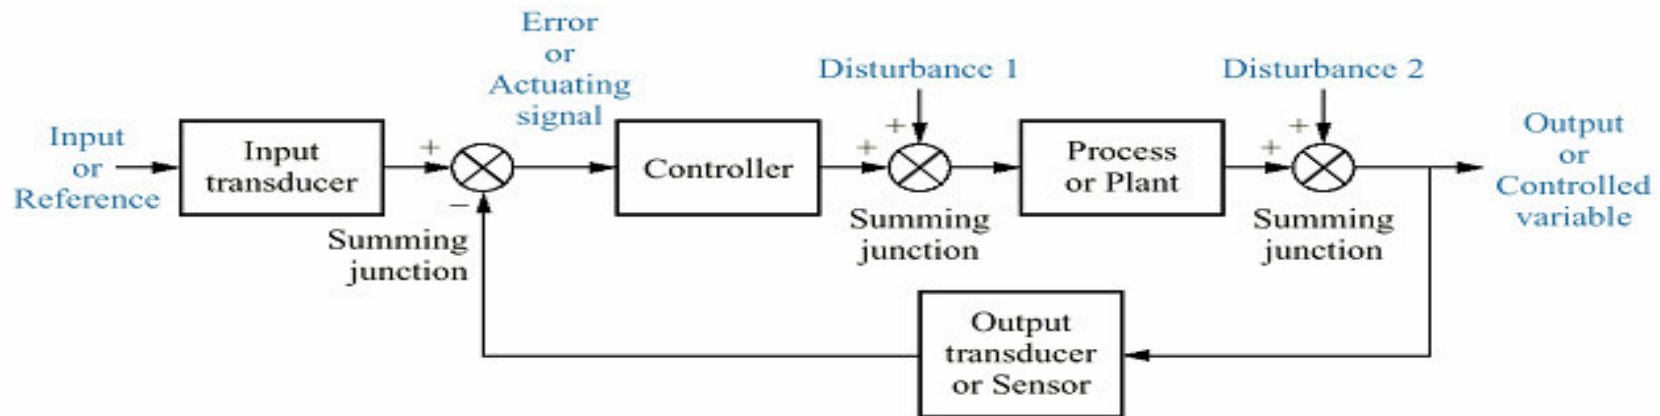 Error
or
Actuating
signal
Disturbance 1
Disturbance 2
Input
or
Reference
Input
transducer
+
−
Summing
junction
Controller
+
+
Summing
junction
Process
or Plant
+
+
Summing
junction
Output
or
Controlled
variable
Output
transducer
or Sensor